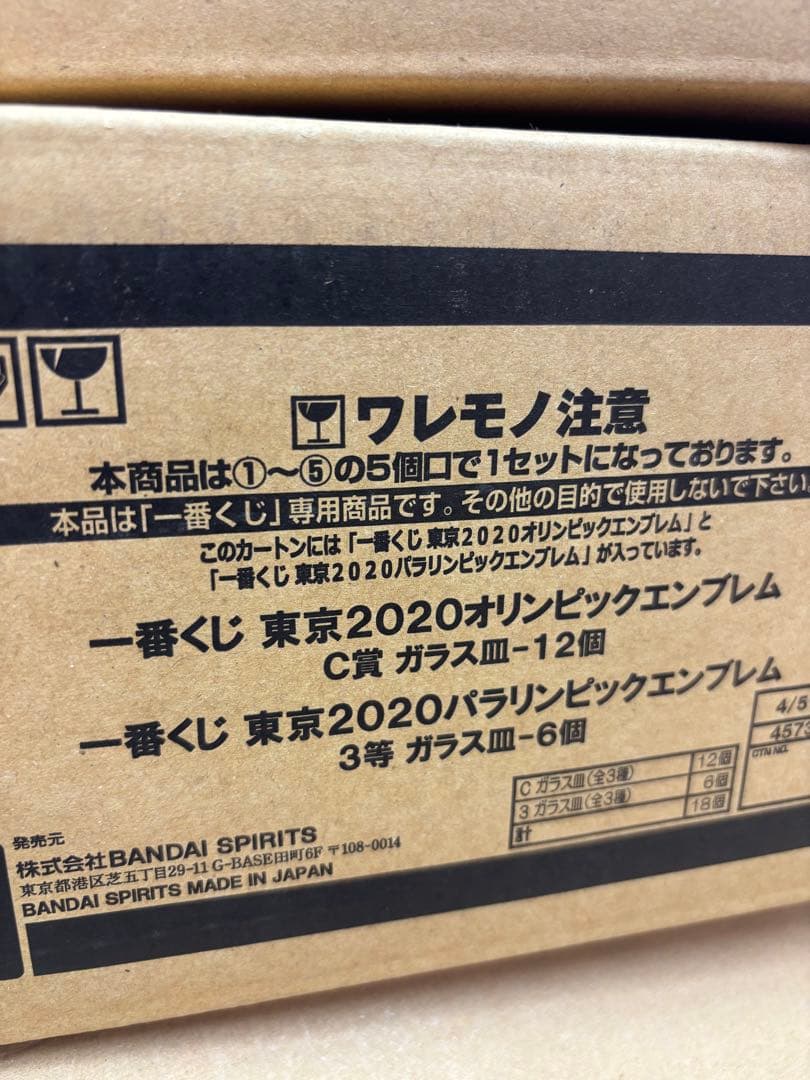 ワレモノ注意
本商品は①〜⑤の5個口で1セットになっております。
本品は「一番くじ」専用商品です。その他の目的で使用しないで下さい。
このカートンには「一番くじ 東京2020オリンピックエンブレム」と
「一番くじ 東京2020パラリンピックエンブレム」が入っています。
一番くじ 東京2020オリンピックエンブレム
C賞 ガラス皿-12個
一番くじ 東京2020パラリンピックエンブレム
3等 ガラス皿-6個
4/5
4573
CTN NO.
C ガラス皿(全3種) 12個
3 ガラス皿(全3種) 6個
計 18個
発売元
株式会社BANDAI SPIRITS
東京都港区芝五丁目29-11 G-BASE田町6F 〒108-0014
BANDAI SPIRITS MADE IN JAPAN